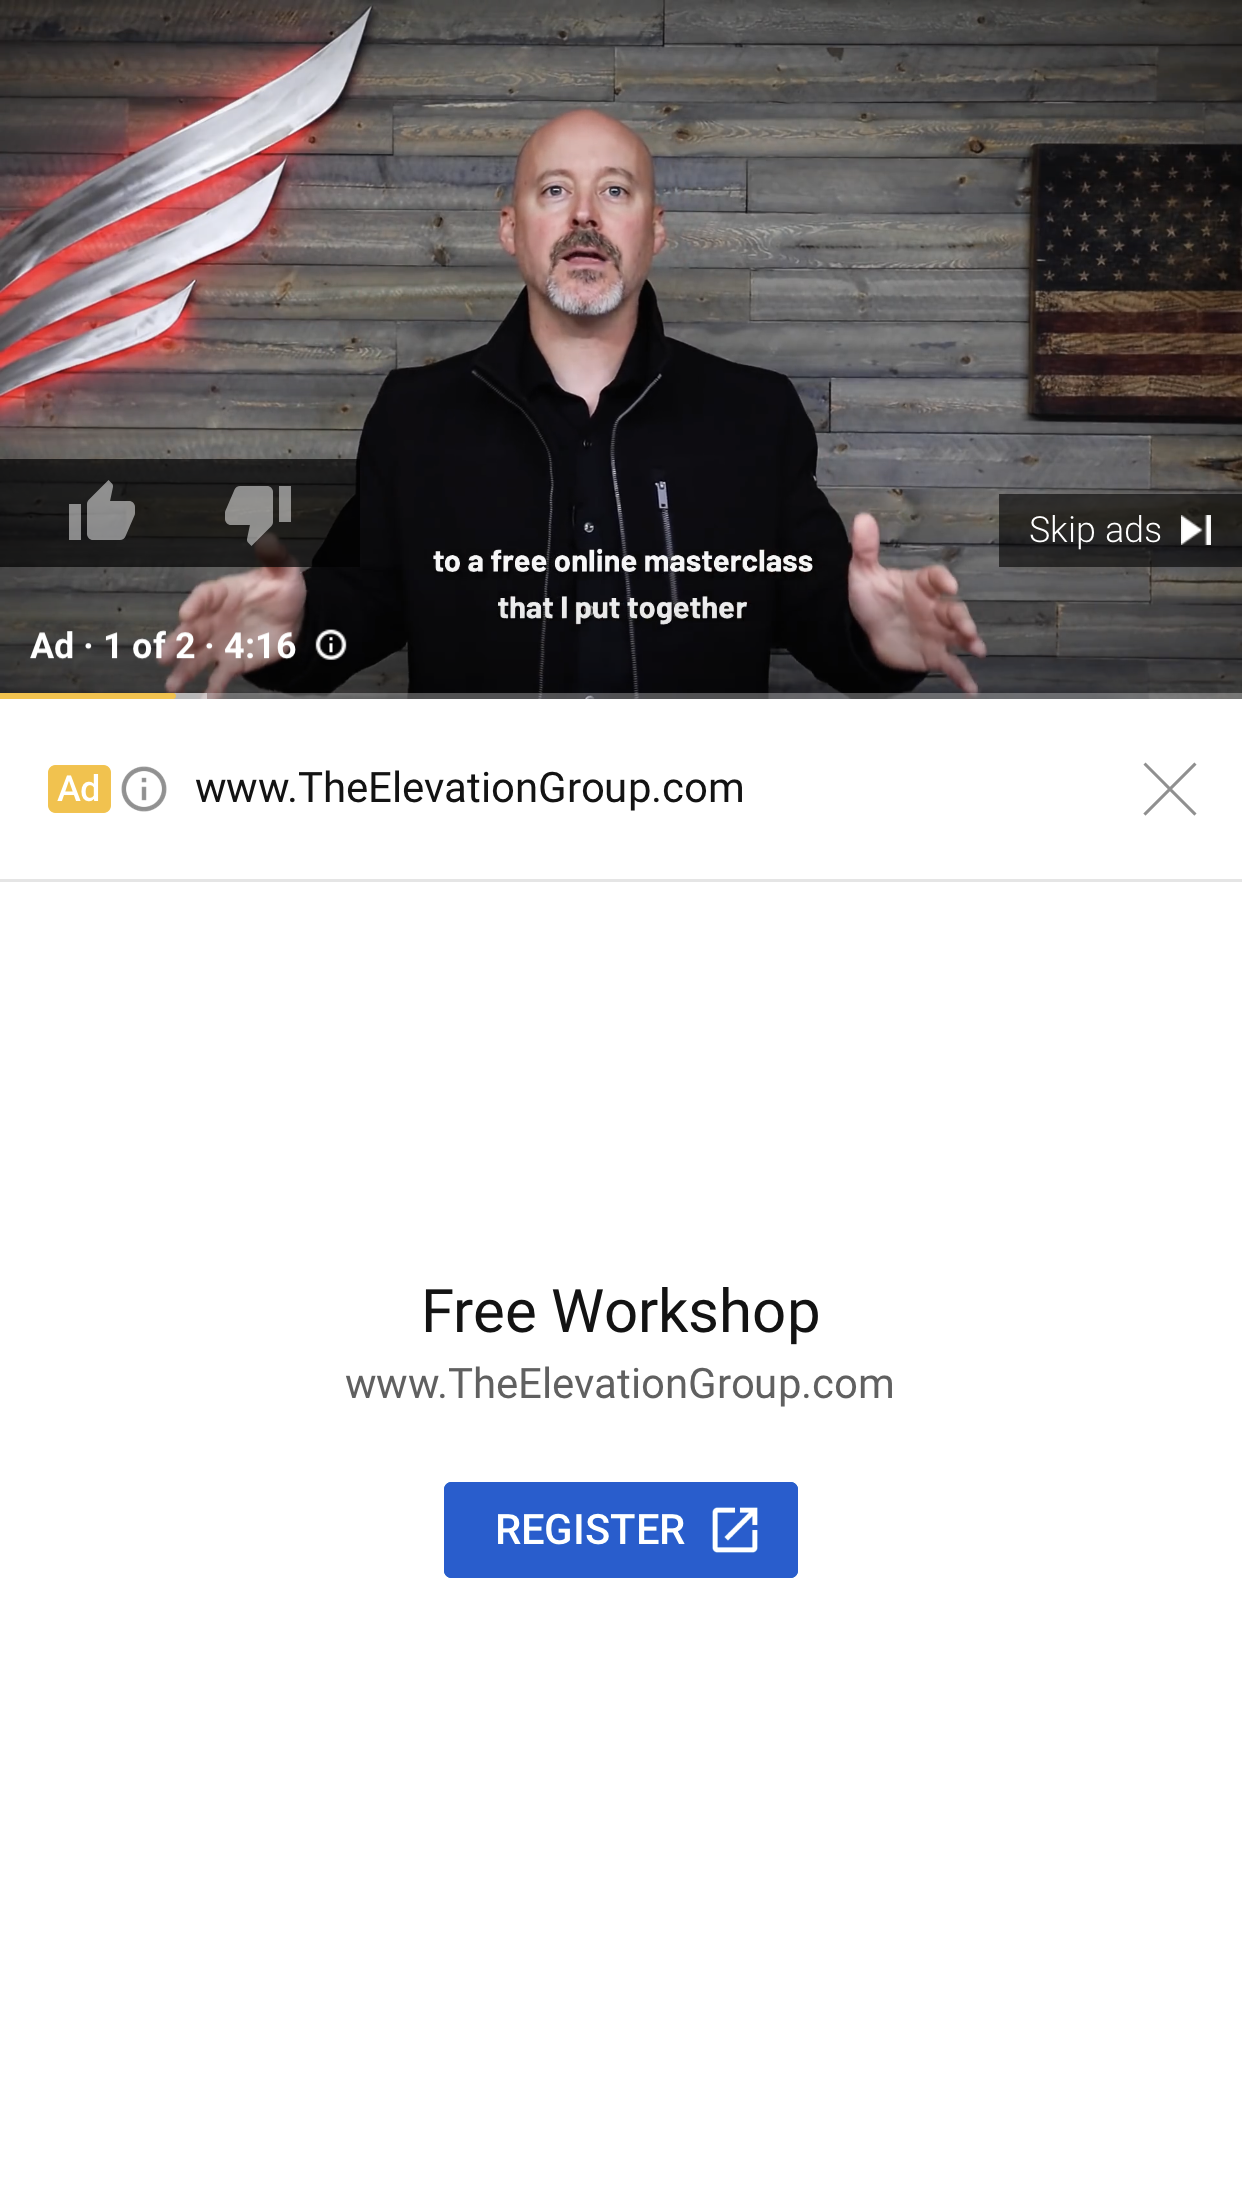 to a free online masterclass
that I put together
Skip ads
Ad · 1 of 2 · 4:16
Ad www.TheElevationGroup.com
Free Workshop
www.TheElevationGroup.com
REGISTER